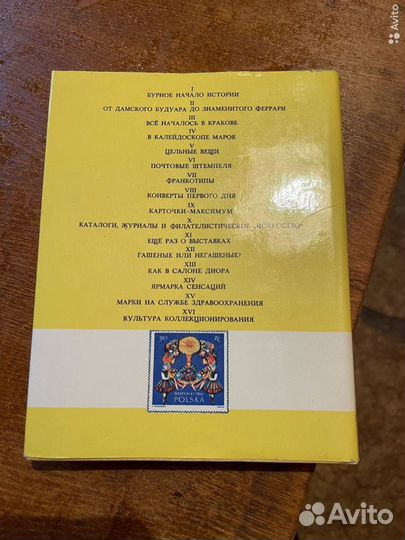 Avito
I
БУРНОЕ НАЧАЛО ИСТОРИИ
II
ОТ ДАМСКОГО БУДУАРА ДО ЗНАМЕНИТОГО ФЕРРАРИ
III
ВСЁ НАЧАЛОСЬ В КРАКОВЕ
IV
В КАЛЕЙДОСКОПЕ МАРОК
V
ЦЕЛЬНЫЕ ВЕЩИ
VI
ПОЧТОВЫЕ ШТЕМПЕЛЯ
VII
ФРАНКОТИПЫ
VIII
КОНВЕРТЫ ПЕРВОГО ДНЯ
IX
КАРТОЧКИ-МАКСИМУМ
X
КАТАЛОГИ, ЖУРНАЛЫ И ФИЛАТЕЛИСТИЧЕСКОЕ „ИСКУССТВО"
XI
ЕЩЁ РАЗ О ВЫСТАВКАХ
XII
ГАШЕНЫЕ ИЛИ НЕГАШЕНЫЕ?
XIII
КАК В САЛОНЕ ДИОРА
XIV
ЯРМАРКА СЕНСАЦИЙ
XV
МАРКИ НА СЛУЖБЕ ЗДРАВООХРАНЕНИЯ
XVI
КУЛЬТУРА КОЛЛЕКЦИОНИРОВАНИЯ
POLSKA
Avito